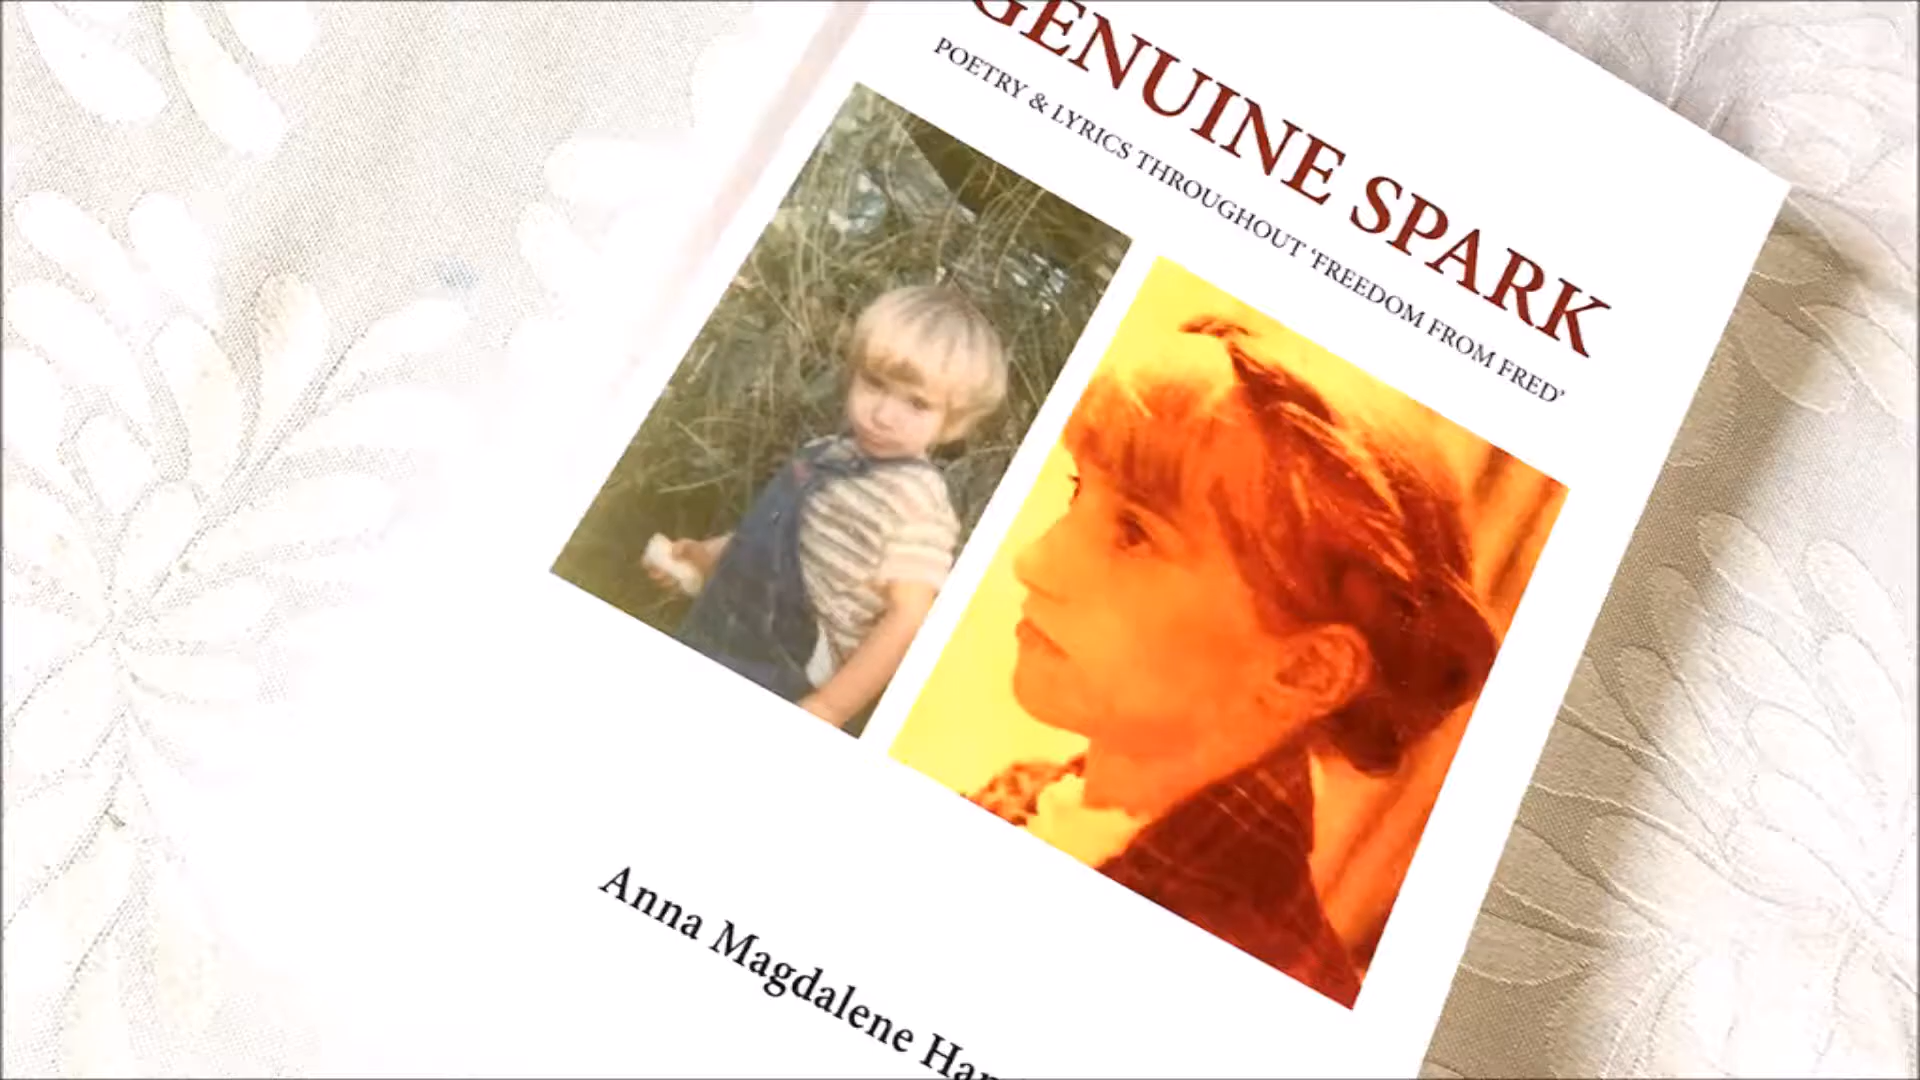 GENUINE SPARK
POETRY & LYRICS THROUGHOUT ‘FREEDOM FROM FRED’
Anna Magdalene